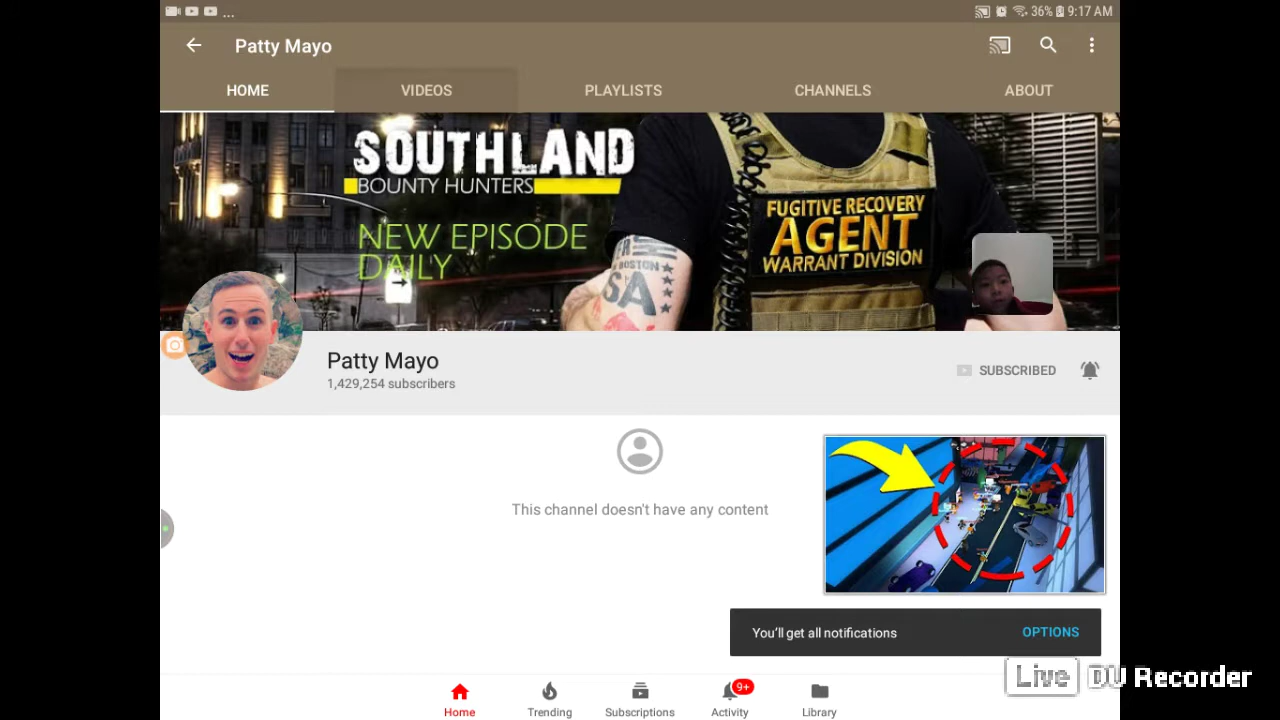 ...
36% 9:17 AM
Patty Mayo
HOME VIDEOS PLAYLISTS CHANNELS ABOUT
SOUTHLAND
BOUNTY HUNTERS
NEW EPISODE
DAILY
FUGITIVE RECOVERY
AGENT
WARRANT DIVISION
BOSTON
SA
Patty Mayo
1,429,254 subscribers
SUBSCRIBED
This channel doesn't have any content
You'll get all notifications OPTIONS
Live DU Recorder
9+
Home Trending Subscriptions Activity Library